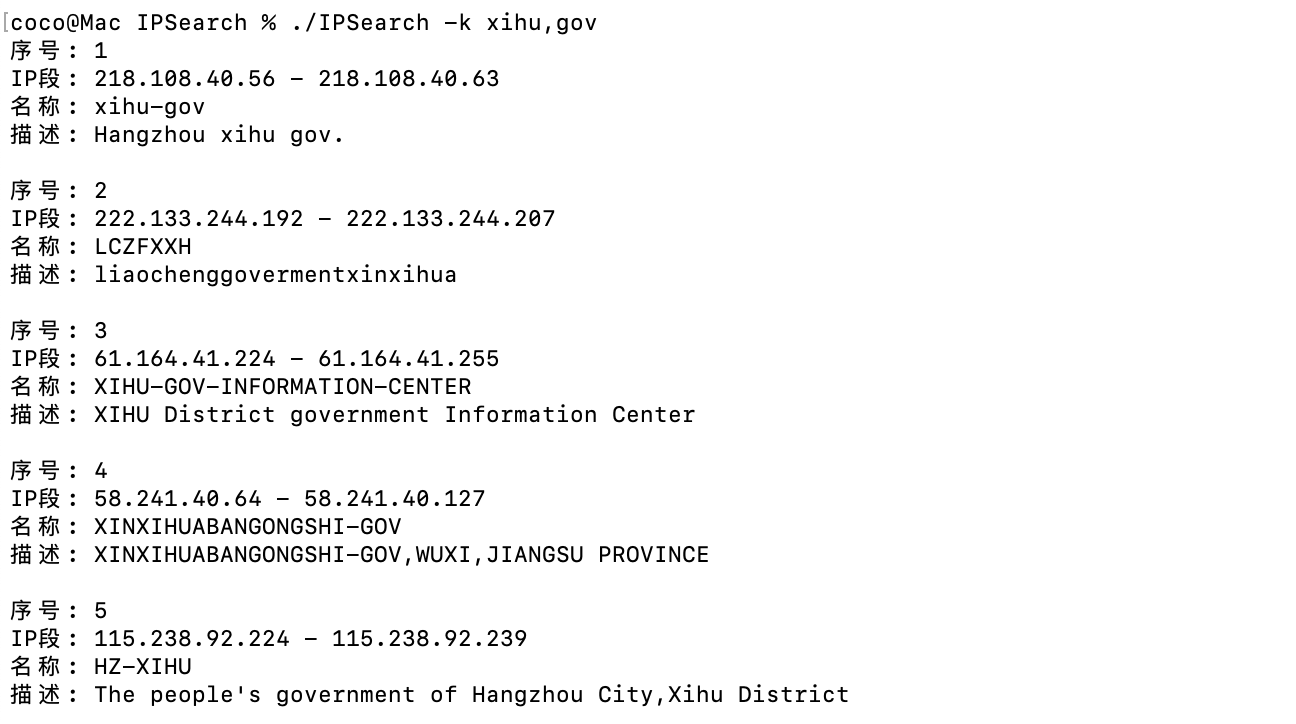 [coco@Mac IPSearch % ./IPSearch -k xihu,gov
序号: 1
IP段: 218.108.40.56 - 218.108.40.63
名称: xihu-gov
描述: Hangzhou xihu gov.
序号: 2
IP段: 222.133.244.192 - 222.133.244.207
名称: LCZFXXH
描述: liaochenggovermentxinxihua
序号: 3
IP段: 61.164.41.224 - 61.164.41.255
名称: XIHU-GOV-INFORMATION-CENTER
描述: XIHU District government Information Center
序号: 4
IP段: 58.241.40.64 - 58.241.40.127
名称: XINXIHUABANGONGSHI-GOV
描述: XINXIHUABANGONGSHI-GOV,WUXI,JIANGSU PROVINCE
序号: 5
IP段: 115.238.92.224 - 115.238.92.239
名称: HZ-XIHU
描述: The people's government of Hangzhou City,Xihu District